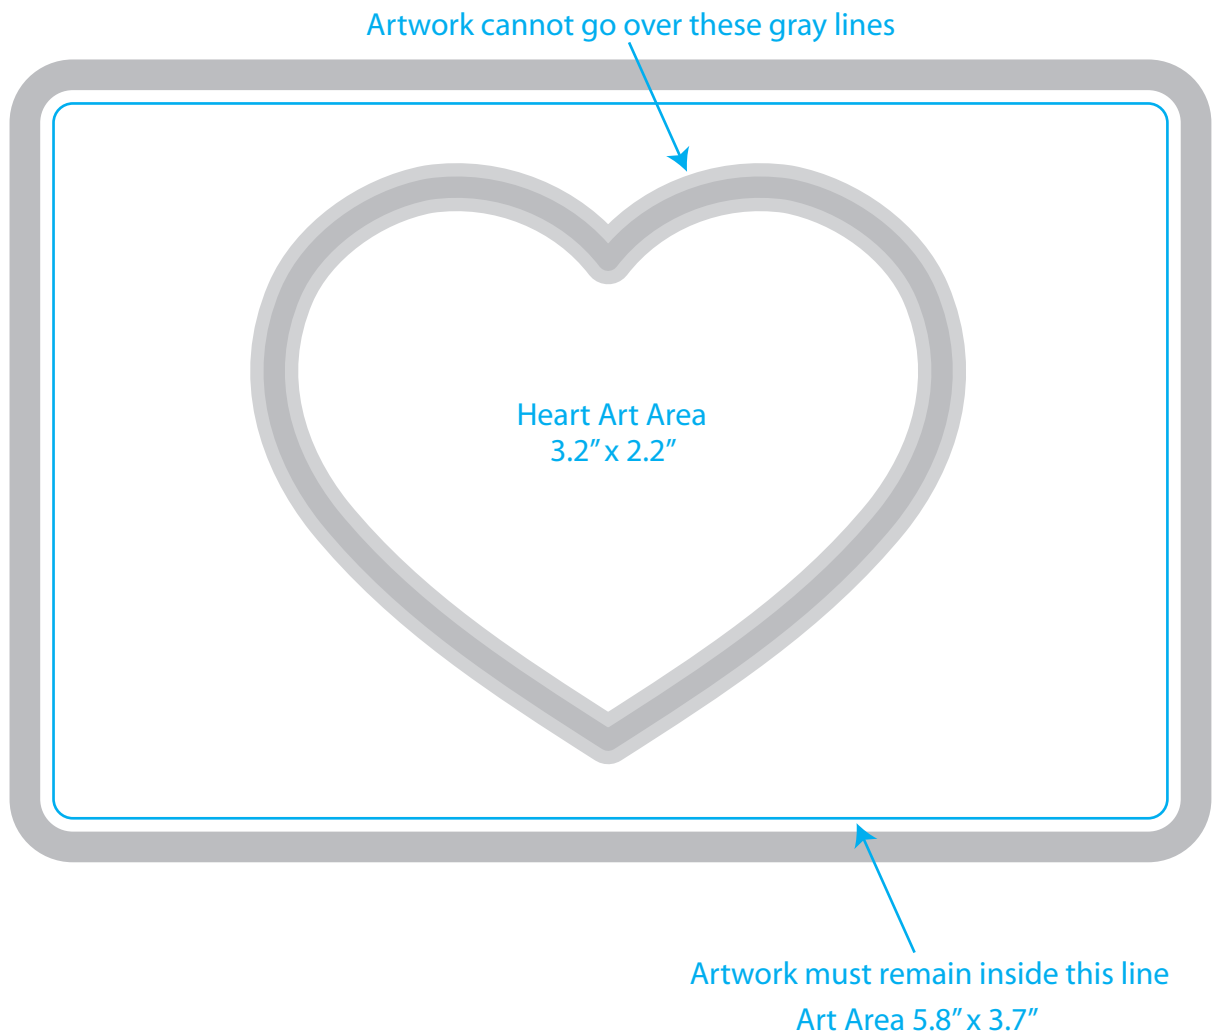 Artwork cannot go over these gray lines
Heart Art Area
3.2” x 2.2”
Artwork must remain inside this line
Art Area 5.8” x 3.7”